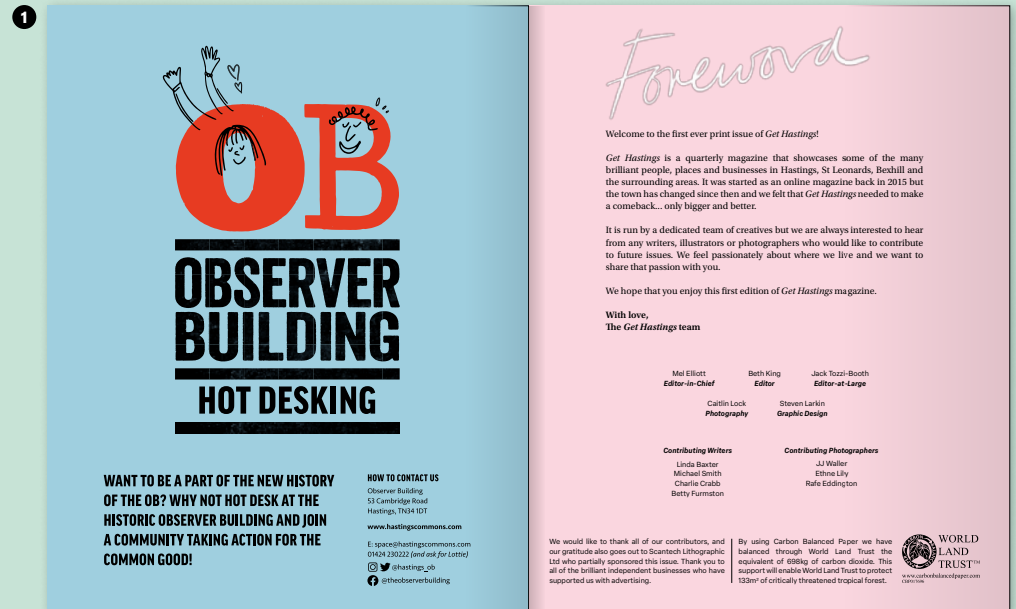 1
OB
OBSERVER
BUILDING
HOT DESKING
WANT TO BE A PART OF THE NEW HISTORY
OF THE OB? WHY NOT HOT DESK AT THE
HISTORIC OBSERVER BUILDING AND JOIN
A COMMUNITY TAKING ACTION FOR THE
COMMON GOOD!
HOW TO CONTACT US
Observer Building
53 Cambridge Road
Hastings, TN34 1DT
www.hastingscommons.com
E: space@hastingscommons.com
01424 230222 (and ask for Lottie)
@hastings_ob
@theobserverbuilding
Foreword
Welcome to the first ever print issue of Get Hastings!
Get Hastings is a quarterly magazine that showcases some of the many
brilliant people, places and businesses in Hastings, St Leonards, Bexhill and
the surrounding areas. It was started as an online magazine back in 2015 but
the town has changed since then and we felt that Get Hastings needed to make
a comeback... only bigger and better.
It is run by a dedicated team of creatives but we are always interested to hear
from any writers, illustrators or photographers who would like to contribute
to future issues. We feel passionately about where we live and we want to
share that passion with you.
We hope that you enjoy this first edition of Get Hastings magazine.
With love,
The Get Hastings team
Mel Elliott
Editor-in-Chief
Beth King
Editor
Jack Tozzi-Booth
Editor-at-Large
Caitlin Lock
Photography
Steven Larkin
Graphic Design
Contributing Writers
Linda Baxter
Michael Smith
Charlie Crabb
Betty Furmston
Contributing Photographers
JJ Waller
Ethne Lily
Rafe Eddington
We would like to thank all of our contributors, and
our gratitude also goes out to Scantech Lithographic
Ltd who partially sponsored this issue. Thank you to
all of the brilliant independent businesses who have
supported us with advertising.
By using Carbon Balanced Paper we have
balanced through World Land Trust the
equivalent of 698kg of carbon dioxide. This
support will enable World Land Trust to protect
133m² of critically threatened tropical forest.
WORLD
LAND
TRUST™
www.carbonbalancedpaper.com